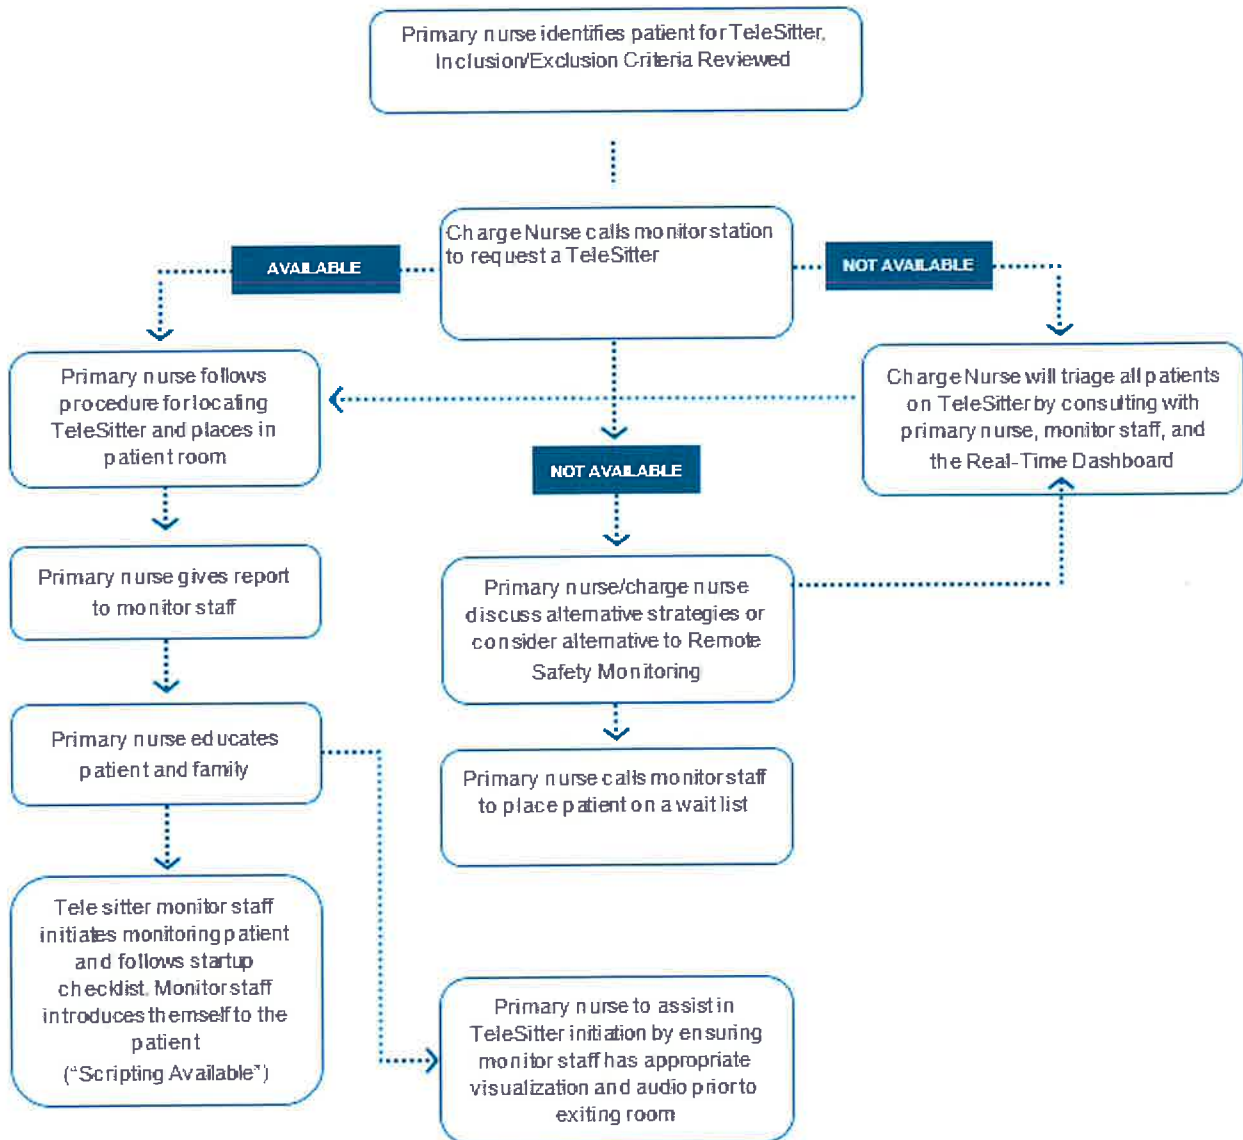 Primary nurse identifies patient for TeleSitter,
Inclusion/Exclusion Criteria Reviewed
Charge Nurse calls monitor station
to request a TeleSitter
AVAILABLE
NOT AVAILABLE
Primary nurse follows
procedure for locating
TeleSitter and places in
patient room
Charge Nurse will triage all patients
on TeleSitter by consulting with
primary nurse, monitor staff, and
the Real-Time Dashboard
NOT AVAILABLE
Primary nurse gives report
to monitor staff
Primary nurse/charge nurse
discuss alternative strategies or
consider alternative to Remote
Safety Monitoring
Primary nurse educates
patient and family
Primary nurse calls monitor staff
to place patient on a wait list
Tele sitter monitor staff
initiates monitoring patient
and follows startup
checklist. Monitor staff
introduces themself to the
patient
("Scripting Available")
Primary nurse to assist in
TeleSitter initiation by ensuring
monitor staff has appropriate
visualization and audio prior to
exiting room